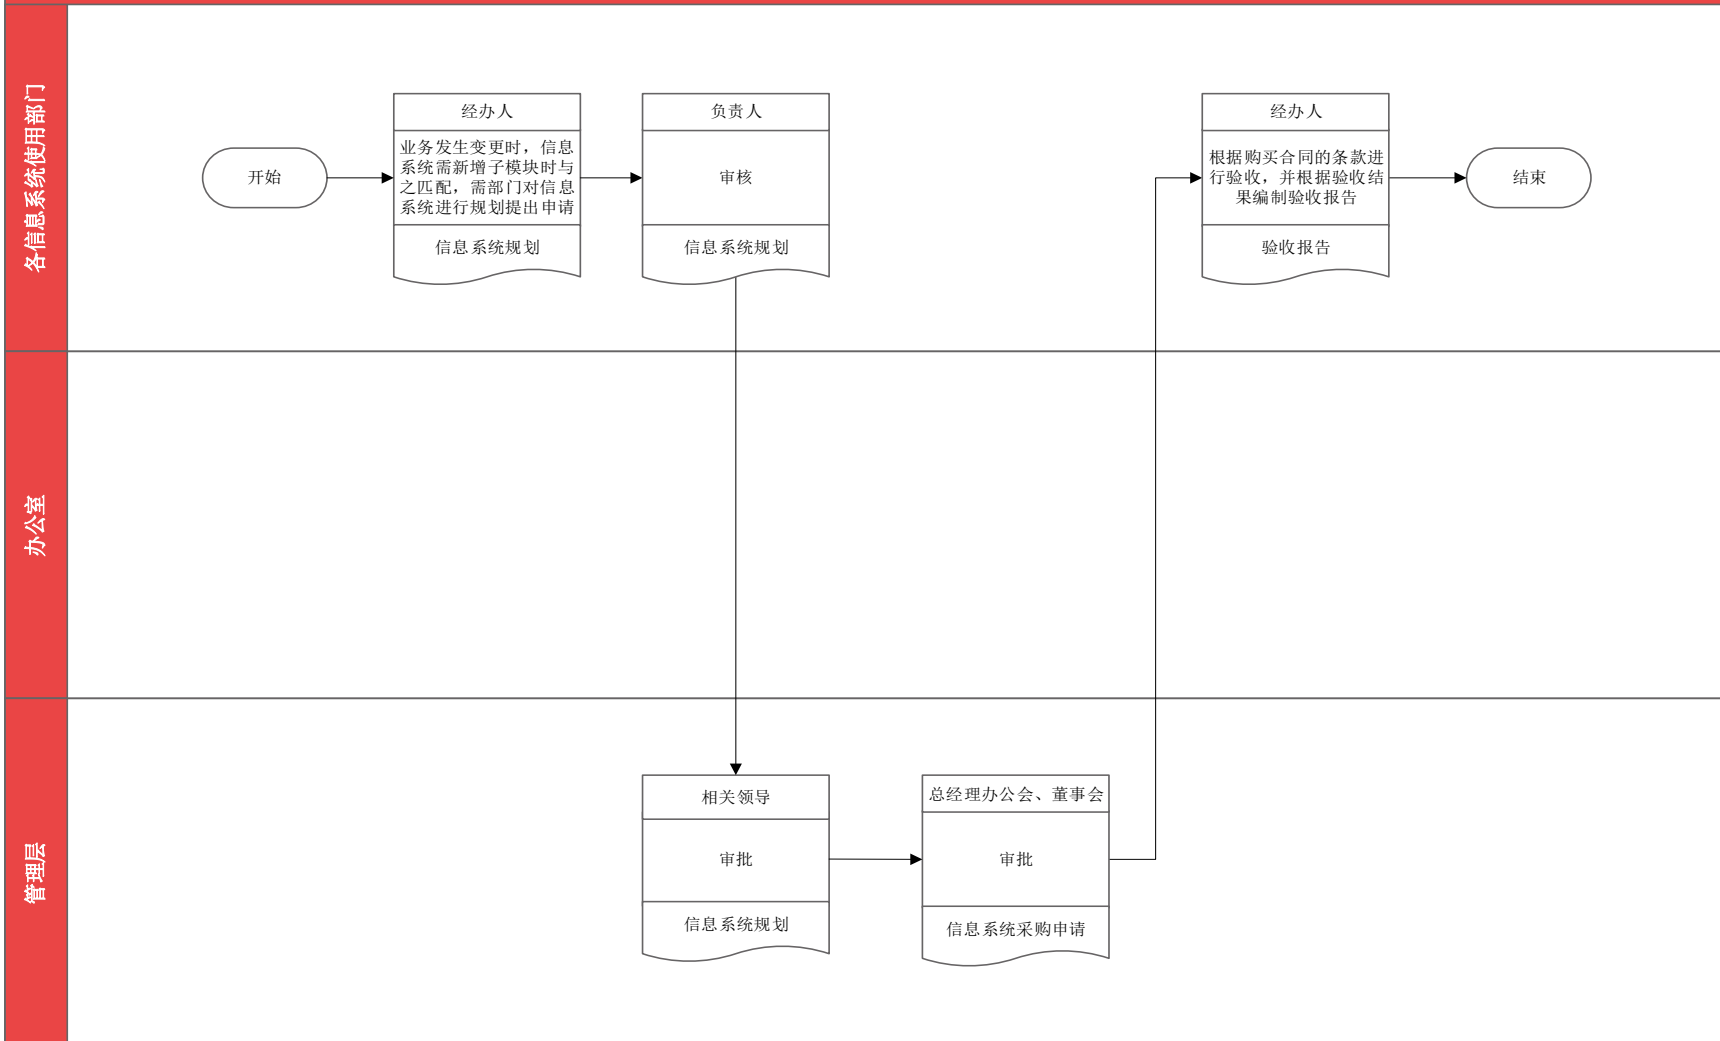 各信息系统使用部门
开始
经办人
业务发生变更时，信息
系统需新增子模块时与
之匹配，需部门对信息
系统进行规划提出申请
信息系统规划
负责人
审核
信息系统规划
经办人
根据购买合同的条款进
行验收，并根据验收结
果编制验收报告
验收报告
结束
办公室
管理层
相关领导
审批
信息系统规划
总经理办公会、董事会
审批
信息系统采购申请